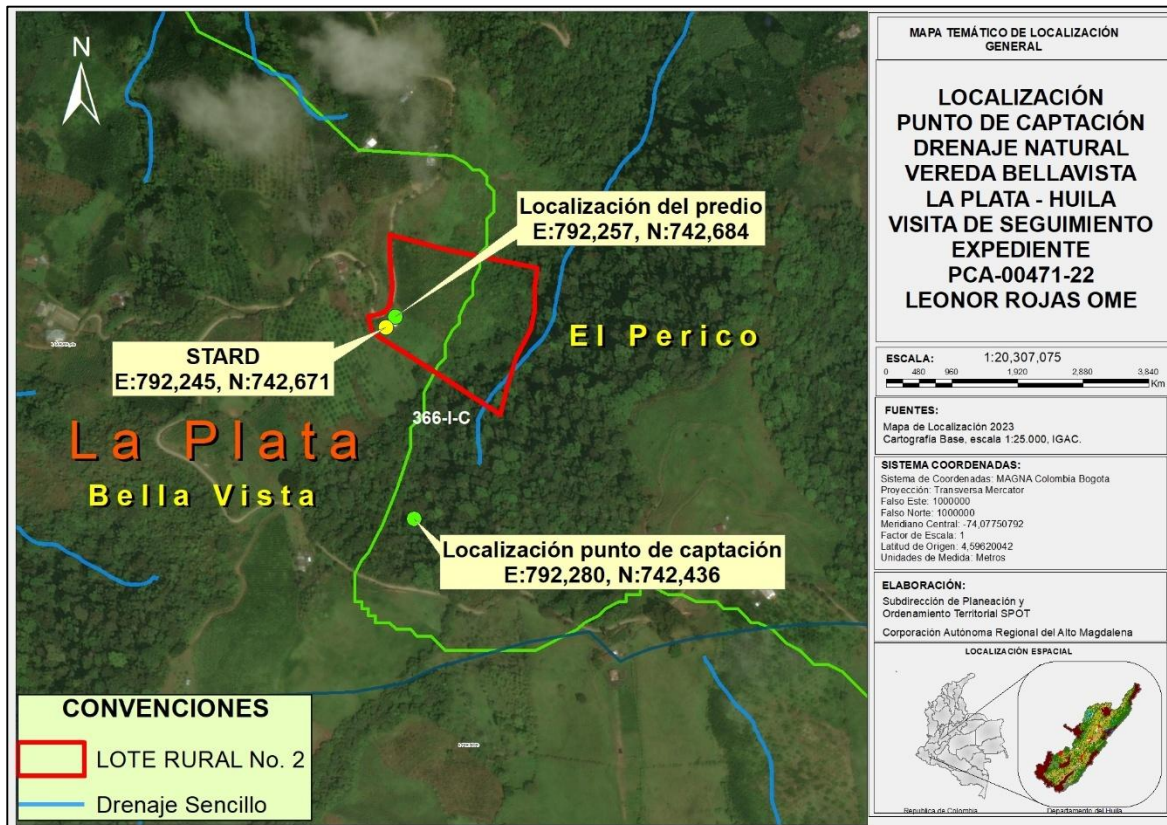 N
Localización del predio
E:792,257, N:742,684
STARD
E:792,245, N:742,671
El Perico
366-I-C
La Plata
Bella Vista
Localización punto de captación
E:792,280, N:742,436
CONVENCIONES
LOTE RURAL No. 2
Drenaje Sencillo
MAPA TEMÁTICO DE LOCALIZACIÓN
GENERAL
LOCALIZACIÓN
PUNTO DE CAPTACIÓN
DRENAJE NATURAL
VEREDA BELLAVISTA
LA PLATA - HUILA
VISITA DE SEGUIMIENTO
EXPEDIENTE
PCA-00471-22
LEONOR ROJAS OME
ESCALA: 1:20,307,075
0 480 960 1,920 2,880 3,840
Km
FUENTES:
Mapa de Localización 2023
Cartografía Base, escala 1:25.000, IGAC.
SISTEMA COORDENADAS:
Sistema de Coordenadas: MAGNA Colombia Bogota
Proyección: Transversa Mercator
Falso Este: 1000000
Falso Norte: 1000000
Meridiano Central: -74,07750792
Factor de Escala: 1
Latitud de Origen: 4,59620042
Unidades de Medida: Metros
ELABORACIÓN:
Subdirección de Planeación y
Ordenamiento Territorial SPOT
Corporación Autónoma Regional del Alto Magdalena
LOCALIZACIÓN ESPACIAL
Republica de Colombia
Departamento del Huila